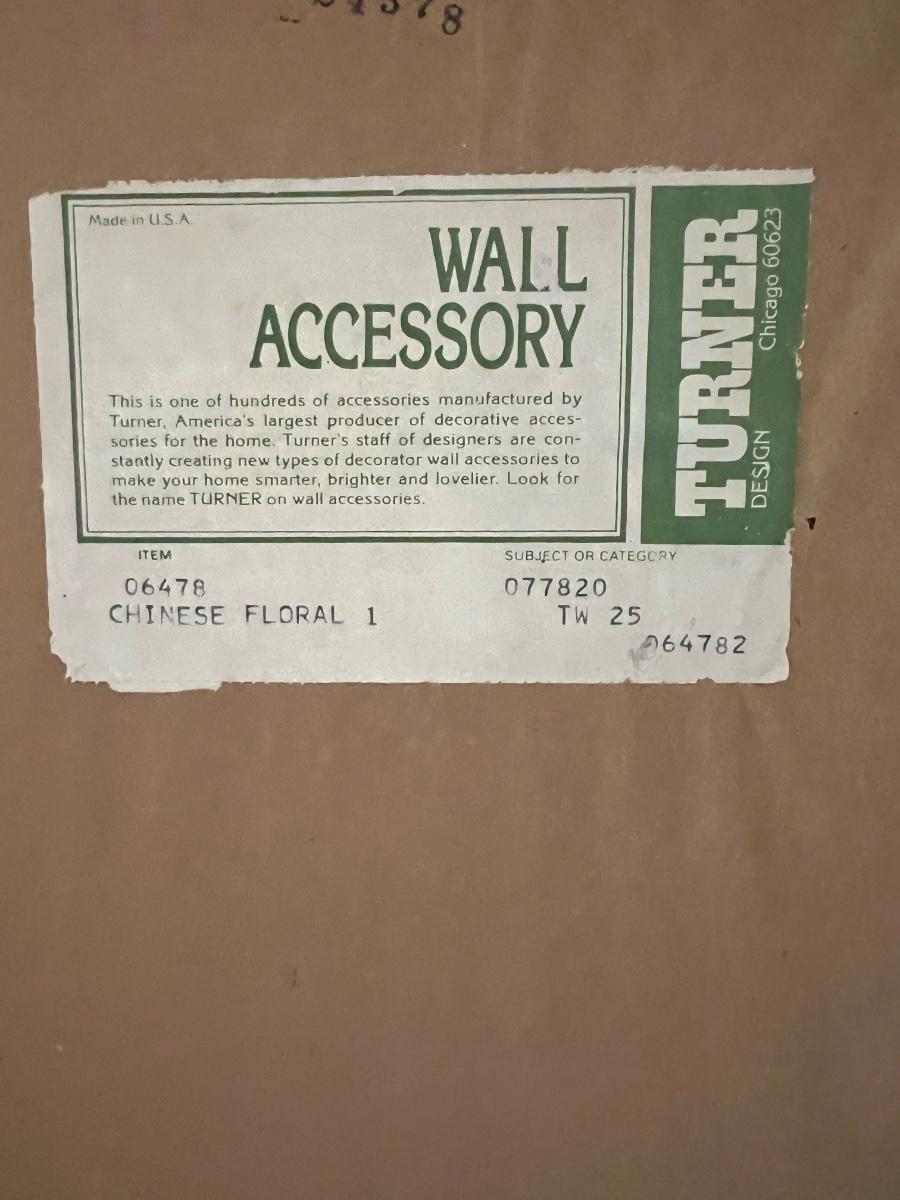 Made in U.S.A.
WALL
ACCESSORY
This is one of hundreds of accessories manufactured by
Turner, America's largest producer of decorative acces-
sories for the home. Turner's staff of designers are con-
stantly creating new types of decorator wall accessories to
make your home smarter, brighter and lovelier. Look for
the name TURNER on wall accessories.
TURNER
DESIGN Chicago 60623
ITEM SUBJECT OR CATEGORY
06478 077820
CHINESE FLORAL 1 TW 25
064782